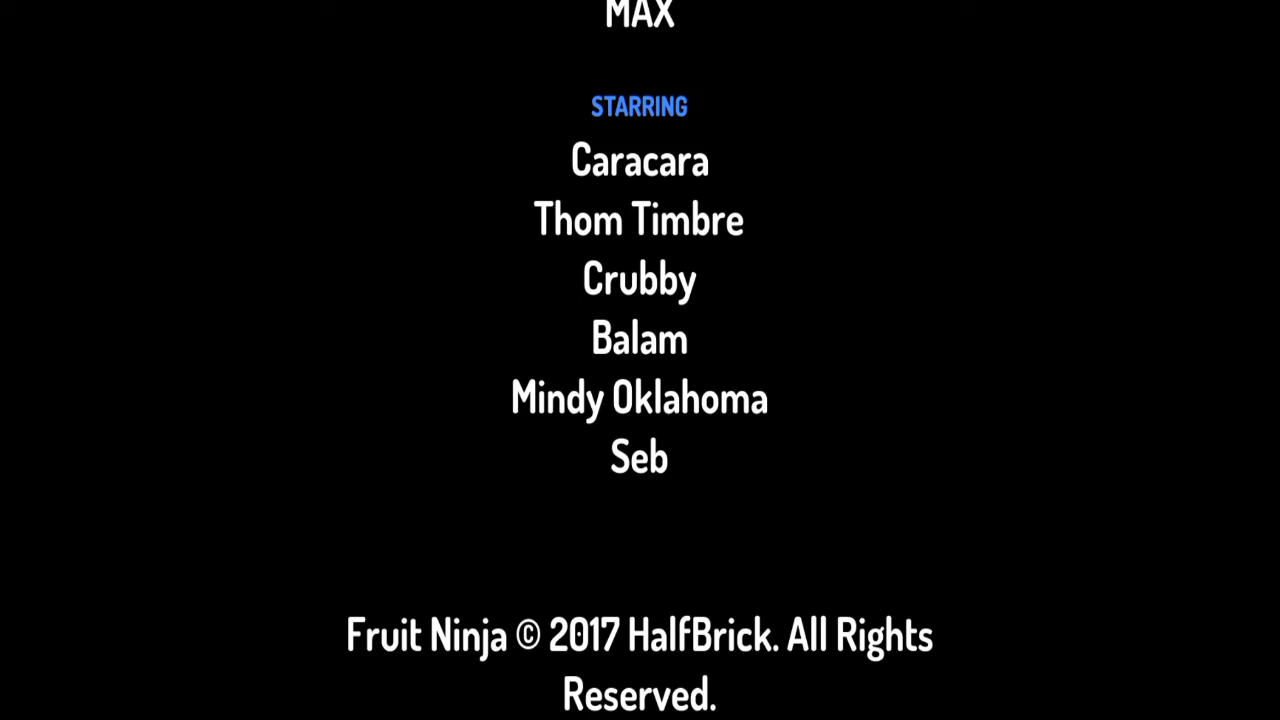 MAX
STARRING
Caracara
Thom Timbre
Crubby
Balam
Mindy Oklahoma
Seb
Fruit Ninja © 2017 HalfBrick. All Rights
Reserved.